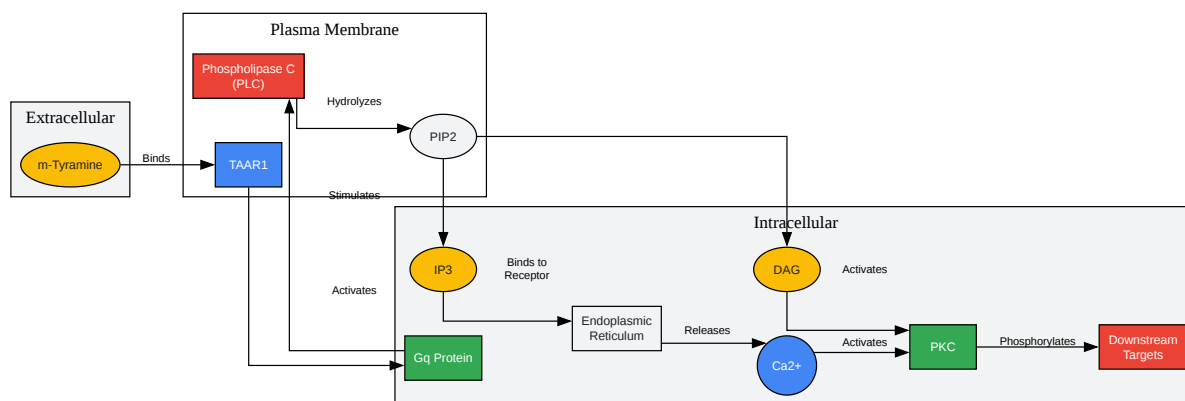 Plasma Membrane
Phospholipase C
(PLC)
Hydrolyzes
PIP2
Extracellular
m-Tyramine
Binds
TAAR1
Stimulates
Intracellular
IP3
Binds to
Receptor
DAG
Activates
Activates
Endoplasmic
Reticulum
Releases
Ca2+
Activates
PKC
Phosphorylates
Downstream
Targets
Gq Protein